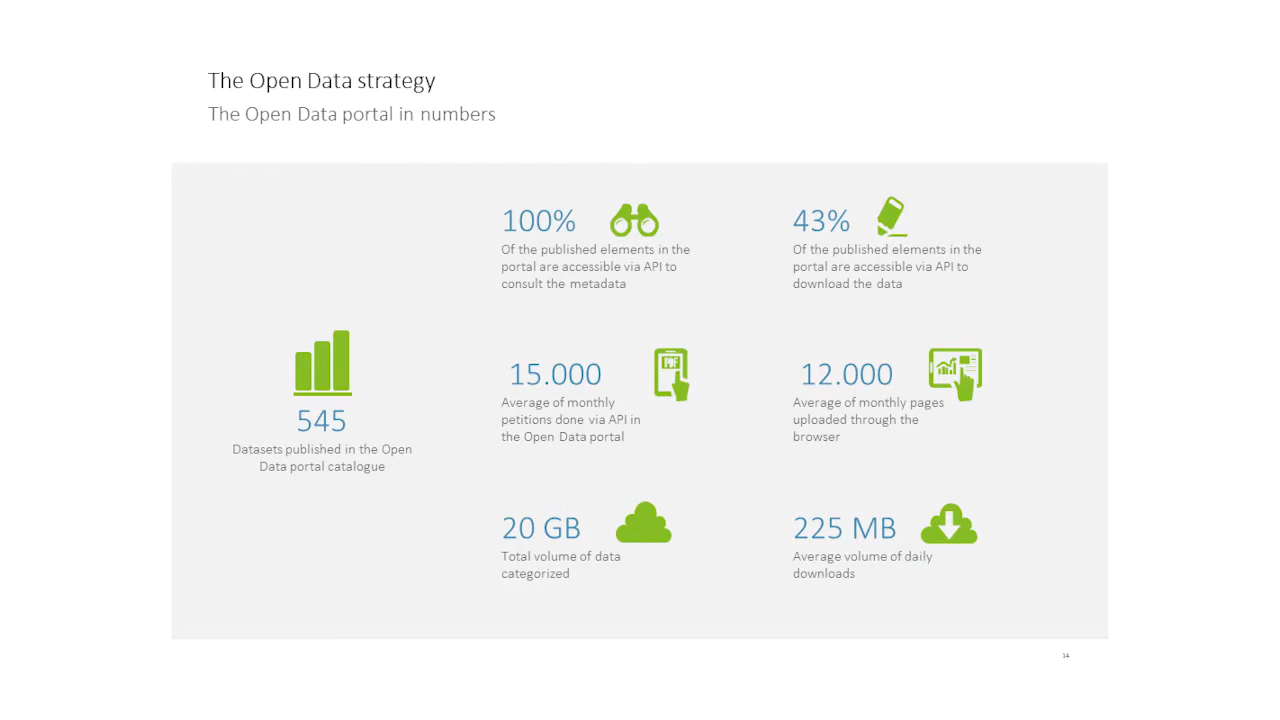 The Open Data strategy
The Open Data portal in numbers
545
Datasets published in the Open
Data portal catalogue
100%
Of the published elements in the
portal are accessible via API to
consult the metadata
43%
Of the published elements in the
portal are accessible via API to
download the data
15.000
Average of monthly
petitions done via API in
the Open Data portal
12.000
Average of monthly pages
uploaded through the
browser
20 GB
Total volume of data
categorized
225 MB
Average volume of daily
downloads
14